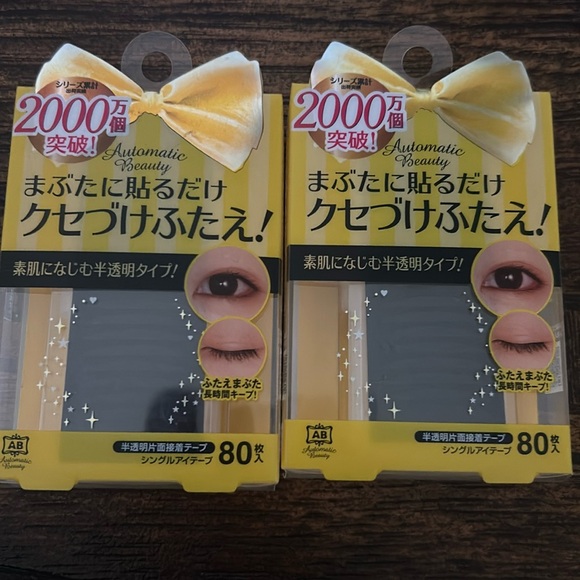 シリーズ累計
出荷実績
2000万個
突破!
Automatic
Beauty
まぶたに貼るだけ
クセづけふたえ!
素肌になじむ半透明タイプ!
ふたえまぶた
長時間キープ!
AB
Automatic
Beauty
半透明片面接着テープ
シングルアイテープ
80枚入
シリーズ累計
出荷実績
2000万個
突破!
Automatic
Beauty
まぶたに貼るだけ
クセづけふたえ!
素肌になじむ半透明タイプ!
ふたえまぶた
長時間キープ!
AB
Automatic
Beauty
半透明片面接着テープ
シングルアイテープ
80枚入